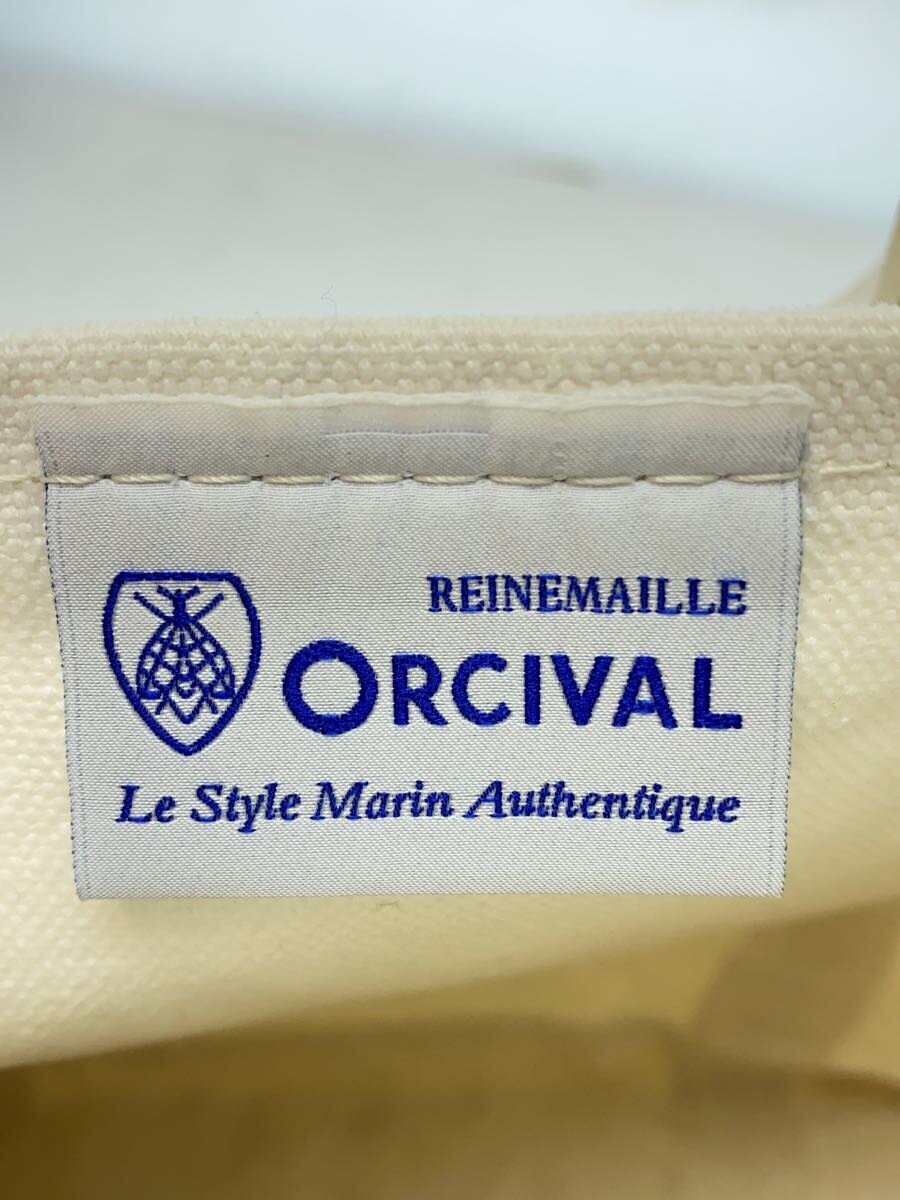 REINEMAILLE
ORCIVAL
Le Style Marin Authentique